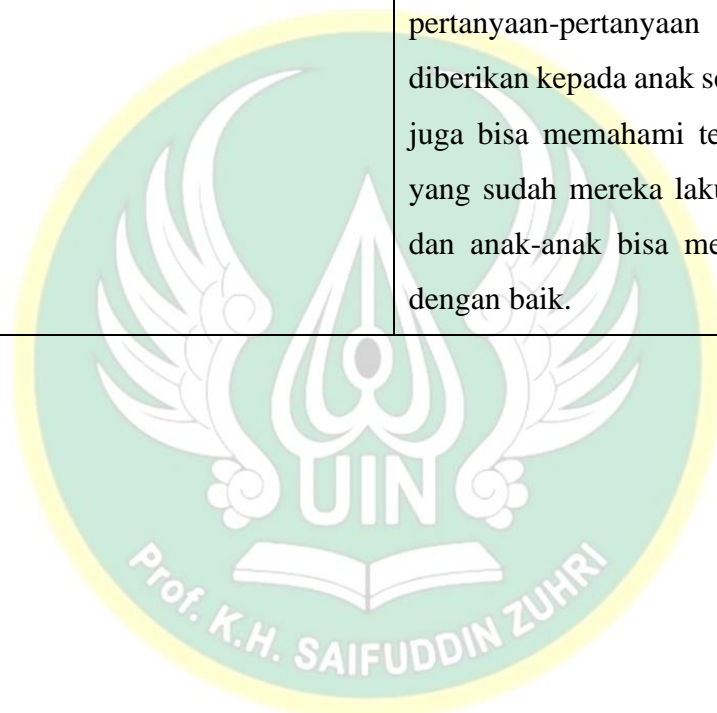 pertanyaan-pertanyaan
diberikan kepada anak
juga bisa memahami
yang sudah mereka
dan anak-anak bisa
dengan baik.
UIN
Prof. K.H. SAIFUDDIN ZUHRI